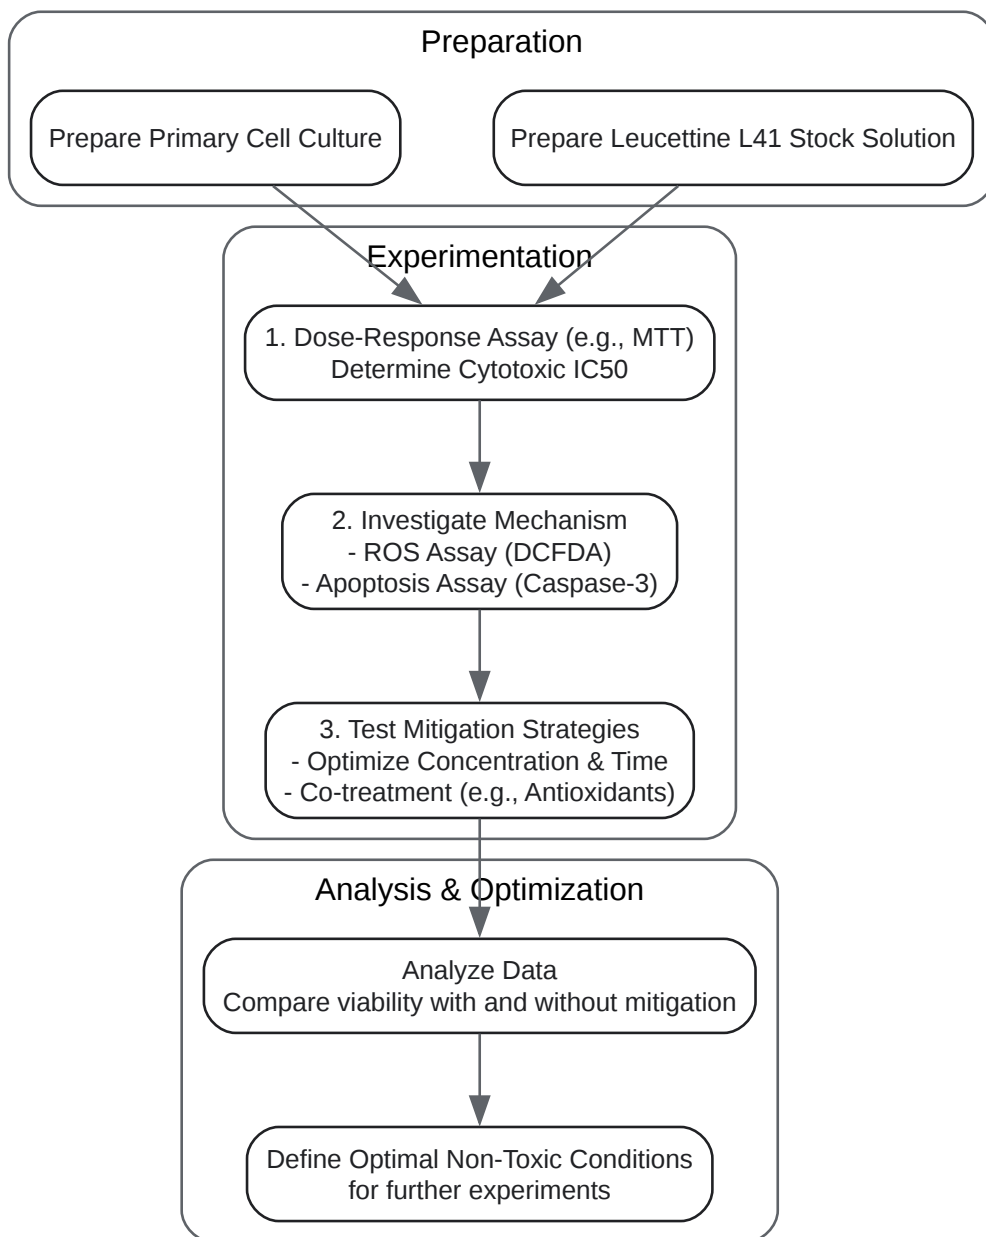 Preparation
Prepare Primary Cell Culture
Prepare Leucettine L41 Stock Solution
Experimentation
1. Dose-Response Assay (e.g., MTT)
Determine Cytotoxic IC50
2. Investigate Mechanism
- ROS Assay (DCFDA)
- Apoptosis Assay (Caspase-3)
3. Test Mitigation Strategies
- Optimize Concentration & Time
- Co-treatment (e.g., Antioxidants)
Analysis & Optimization
Analyze Data
Compare viability with and without mitigation
Define Optimal Non-Toxic Conditions
for further experiments